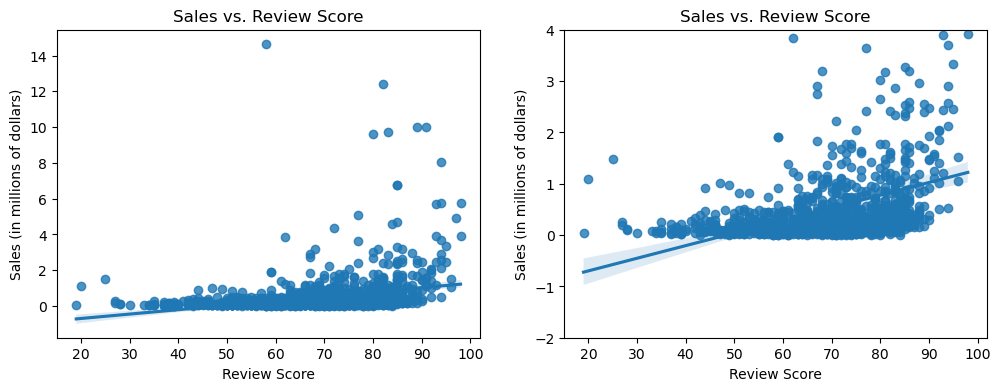 Sales vs. Review Score
Sales (in millions of dollars)
14
12
10
8
6
4
2
0
20 30 40 50 60 70 80 90 100
Review Score
Sales vs. Review Score
Sales (in millions of dollars)
4
3
2
1
0
−1
−2
20 30 40 50 60 70 80 90 100
Review Score